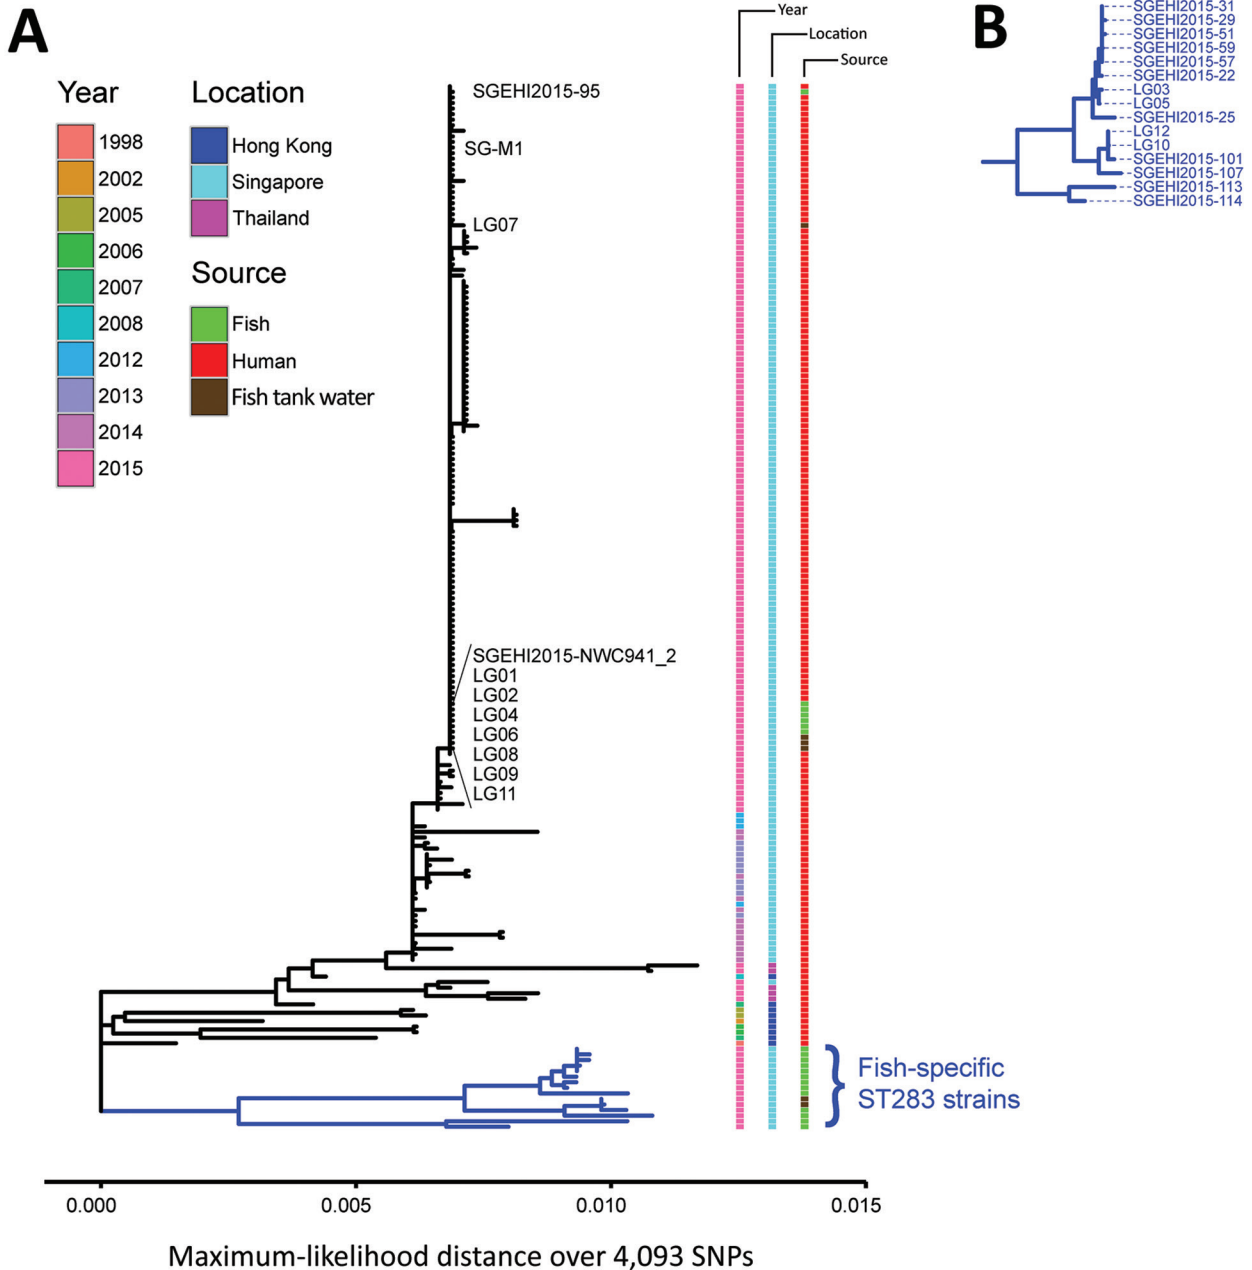 A
Year
1998
2002
2005
2006
2007
2008
2012
2013
2014
2015
Location
Hong Kong
Singapore
Thailand
Source
Fish
Human
Fish tank water
SGEHI2015-95
SG-M1
LG07
SGEHI2015-NWC941_2
LG01
LG02
LG04
LG06
LG08
LG09
LG11
Year
Location
Source
Fish-specific
ST283 strains
0.000 0.005 0.010 0.015
Maximum-likelihood distance over 4,093 SNPs
B
SGEHI2015-31
SGEHI2015-29
SGEHI2015-51
SGEHI2015-59
SGEHI2015-57
SGEHI2015-22
LG03
LG05
SGEHI2015-25
LG12
LG10
SGEHI2015-101
SGEHI2015-107
SGEHI2015-113
SGEHI2015-114